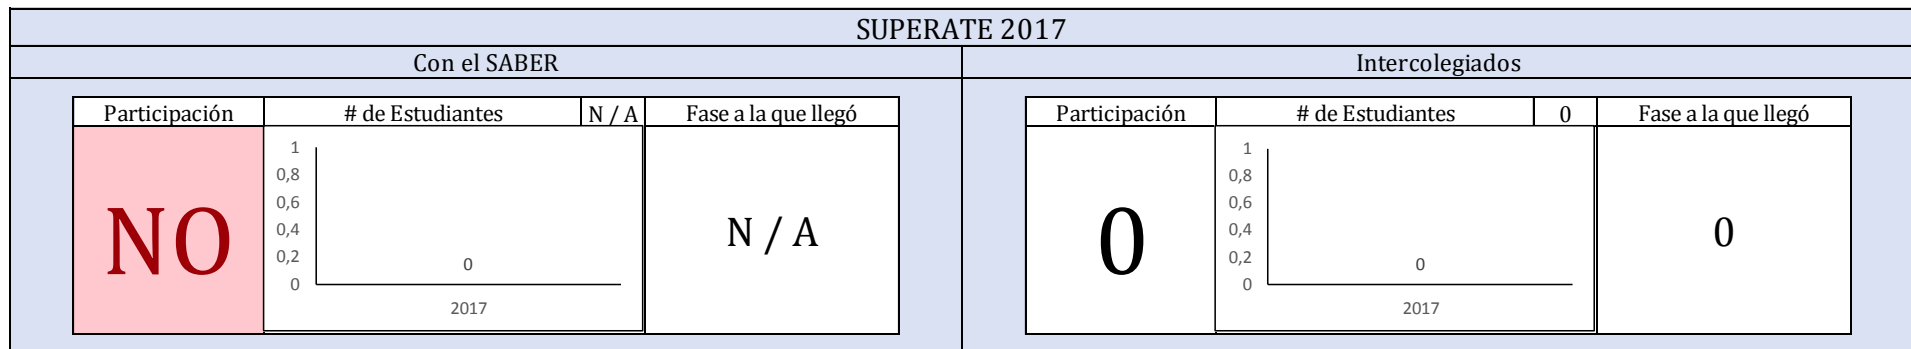 SUPERATE 2017
Con el SABER
Intercolegiados
Participación # de Estudiantes N / A Fase a la que llegó
NO
1
0,8
0,6
0,4
0,2
0
0
2017
N / A
Participación # de Estudiantes 0 Fase a la que llegó
0
1
0,8
0,6
0,4
0,2
0
0
2017
0